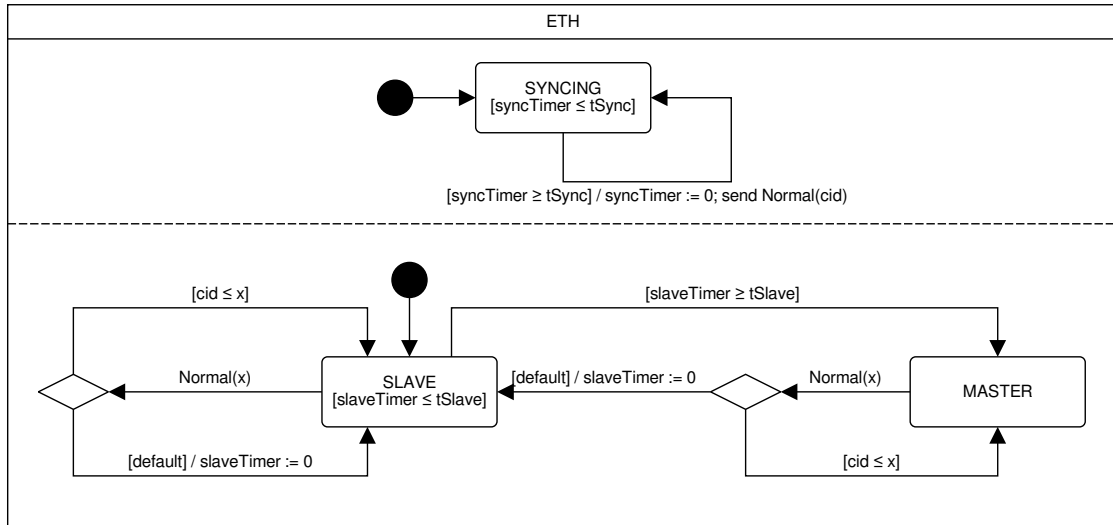 ETH
SYNCING
[syncTimer ≤ tSync]
[syncTimer ≥ tSync] / syncTimer := 0; send Normal(cid)
[cid ≤ x]
[slaveTimer ≥ tSlave]
Normal(x)
SLAVE
[slaveTimer ≤ tSlave]
[default] / slaveTimer := 0
Normal(x)
MASTER
[default] / slaveTimer := 0
[cid ≤ x]